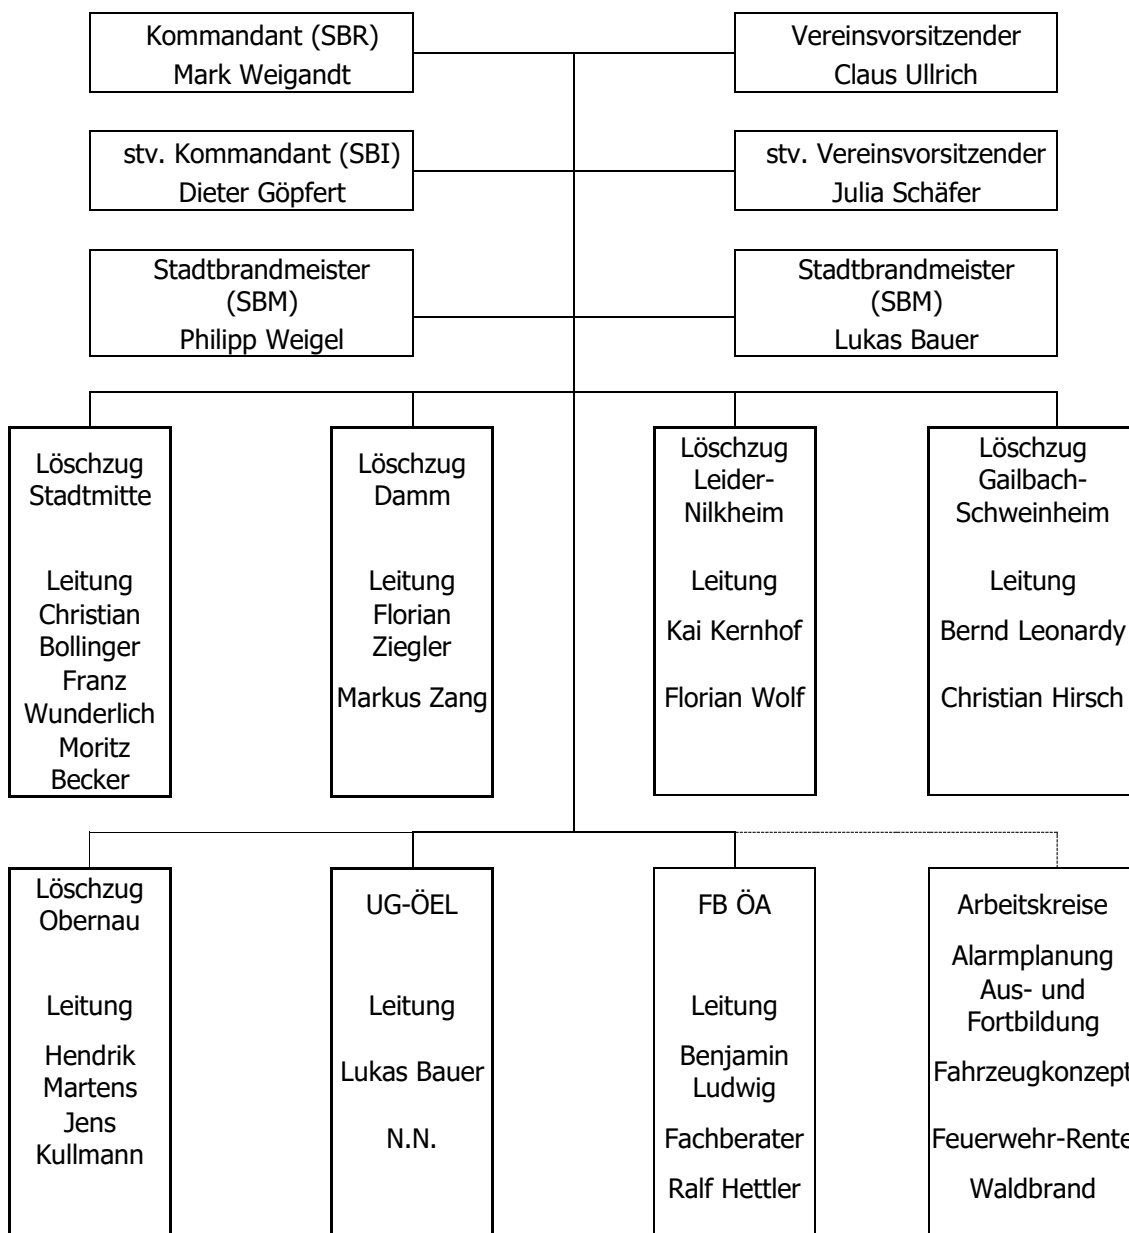 Kommandant (SBR)
Mark Weigandt
Vereinsvorsitzender
Claus Ullrich
stv. Kommandant (SBI)
Dieter Göpfert
stv. Vereinsvorsitzender
Julia Schäfer
Stadtbrandmeister
(SBM)
Philipp Weigel
Stadtbrandmeister
(SBM)
Lukas Bauer
Löschzug
Stadtmitte
Leitung
Christian
Bollinger
Franz
Wunderlich
Moritz
Becker
Löschzug
Damm
Leitung
Florian
Ziegler
Markus Zang
Löschzug
Leider-
Nilkheim
Leitung
Kai Kernhof
Florian Wolf
Löschzug
Gailbach-
Schweinheim
Leitung
Bernd Leonardy
Christian Hirsch
Löschzug
Obernau
Leitung
Hendrik
Martens
Jens
Kullmann
UG-ÖEL
Leitung
Lukas Bauer
N.N.
FB ÖA
Leitung
Benjamin
Ludwig
Fachberater
Ralf Hettler
Arbeitskreise
Alarmplanung
Aus- und
Fortbildung
Fahrzeugkonzept
Feuerwehr-Rente
Waldbrand